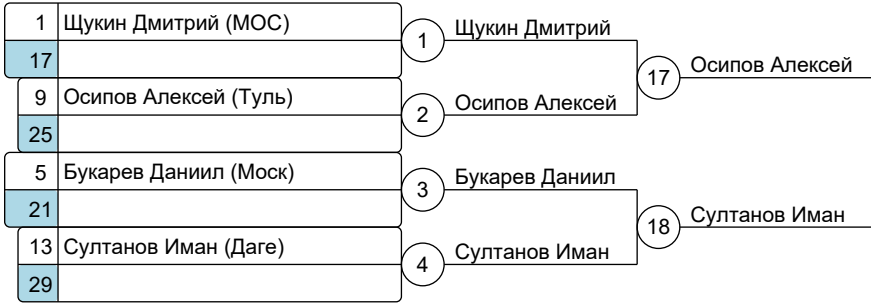 1 Щукин Дмитрий (МОС)
17
1 Щукин Дмитрий
9 Осипов Алексей (Туль)
25
2 Осипов Алексей
17 Осипов Алексей
5 Букарев Даниил (Моск)
21
3 Букарев Даниил
13 Султанов Иман (Даге)
29
4 Султанов Иман
18 Султанов Иман